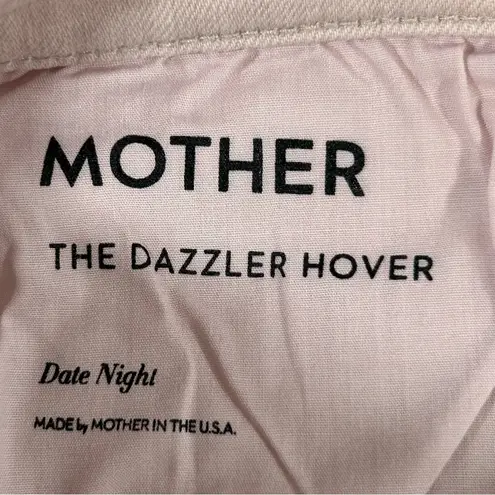 MOTHER
THE DAZZLER HOVER
Date Night
MADE by MOTHER IN THE U.S.A.